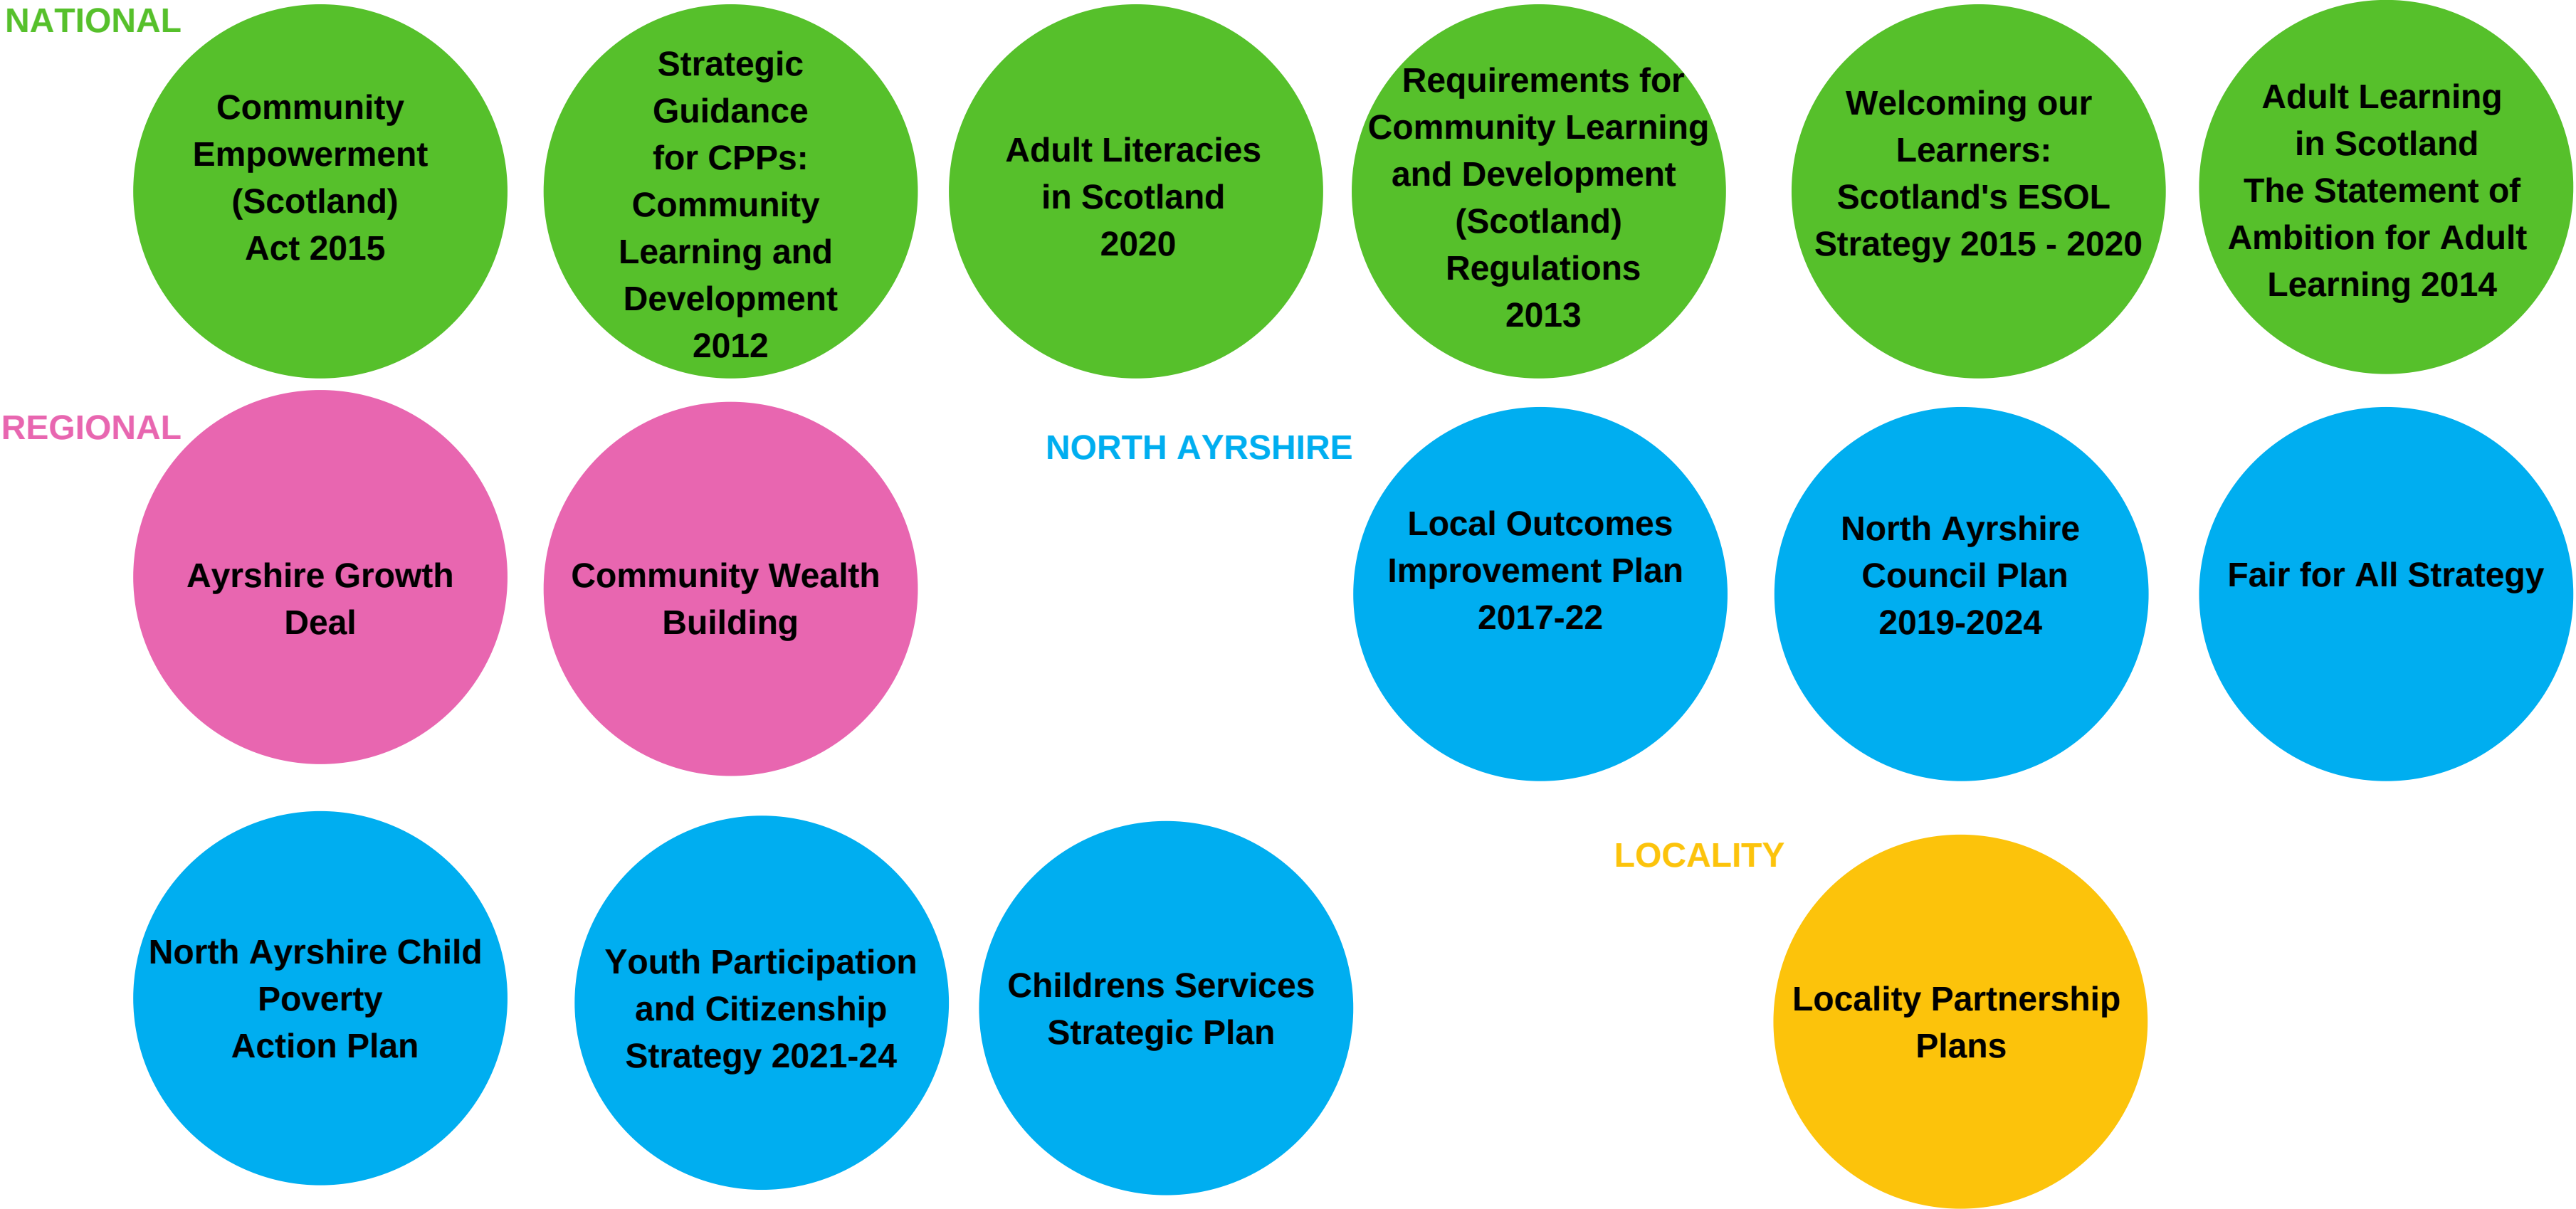 NATIONAL
Community
Empowerment
(Scotland)
Act 2015
Strategic
Guidance
for CPPs:
Community
Learning and
Development
2012
Adult Literacies
in Scotland
2020
Requirements for
Community Learning
and Development
(Scotland)
Regulations
2013
Welcoming our
Learners:
Scotland's ESOL
Strategy 2015 - 2020
Adult Learning
in Scotland
The Statement of
Ambition for Adult
Learning 2014
REGIONAL
Ayrshire Growth
Deal
Community Wealth
Building
NORTH AYRSHIRE
Local Outcomes
Improvement Plan
2017-22
North Ayrshire
Council Plan
2019-2024
Fair for All Strategy
North Ayrshire Child
Poverty
Action Plan
Youth Participation
and Citizenship
Strategy 2021-24
Childrens Services
Strategic Plan
LOCALITY
Locality Partnership
Plans